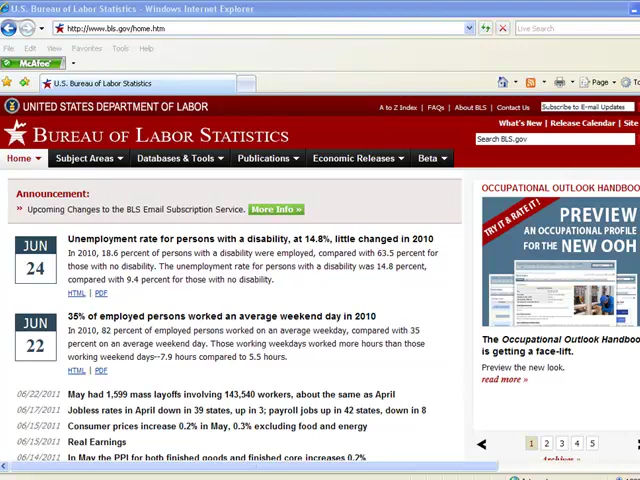 U.S. Bureau of Labor Statistics - Windows Internet Explorer
http://www.bls.gov/home.htm
Live Search
File Edit View Favorites Tools Help
McAfee
U.S. Bureau of Labor Statistics
Page
UNITED STATES DEPARTMENT OF LABOR
A to Z Index | FAQs | About BLS | Contact Us
Subscribe to E-mail Updates
BUREAU OF LABOR STATISTICS
What's New | Release Calendar | Site
Search BLS.gov
Home Subject Areas Databases & Tools Publications Economic Releases Beta
Announcement:
» Upcoming Changes to the BLS Email Subscription Service. More Info »
JUN
24
Unemployment rate for persons with a disability, at 14.8%, little changed in 2010
In 2010, 18.6 percent of persons with a disability were employed, compared with 63.5 percent for
those with no disability. The unemployment rate for persons with a disability was 14.8 percent,
compared with 9.4 percent for those with no disability.
HTML | PDF
JUN
22
35% of employed persons worked an average weekend day in 2010
In 2010, 82 percent of employed persons worked on an average weekday, compared with 35
percent on an average weekend day. Those working weekdays worked more hours than those
working weekend days--7.9 hours compared to 5.5 hours.
HTML | PDF
06/22/2011 May had 1,599 mass layoffs involving 143,540 workers, about the same as April
06/17/2011 Jobless rates in April down in 39 states, up in 3; payroll jobs up in 42 states, down in 8
06/15/2011 Consumer prices increase 0.2% in May, 0.3% excluding food and energy
06/15/2011 Real Earnings
06/14/2011 In May the PPI for both finished goods and finished core increases 0.2%
OCCUPATIONAL OUTLOOK HANDBOO
TRY IT & RATE IT!
PREVIEW
AN OCCUPATIONAL PROFILE
FOR THE NEW OOH
The Occupational Outlook Handbo
is getting a face-lift.
Preview the new look.
read more »
1 2 3 4 5
Archives »